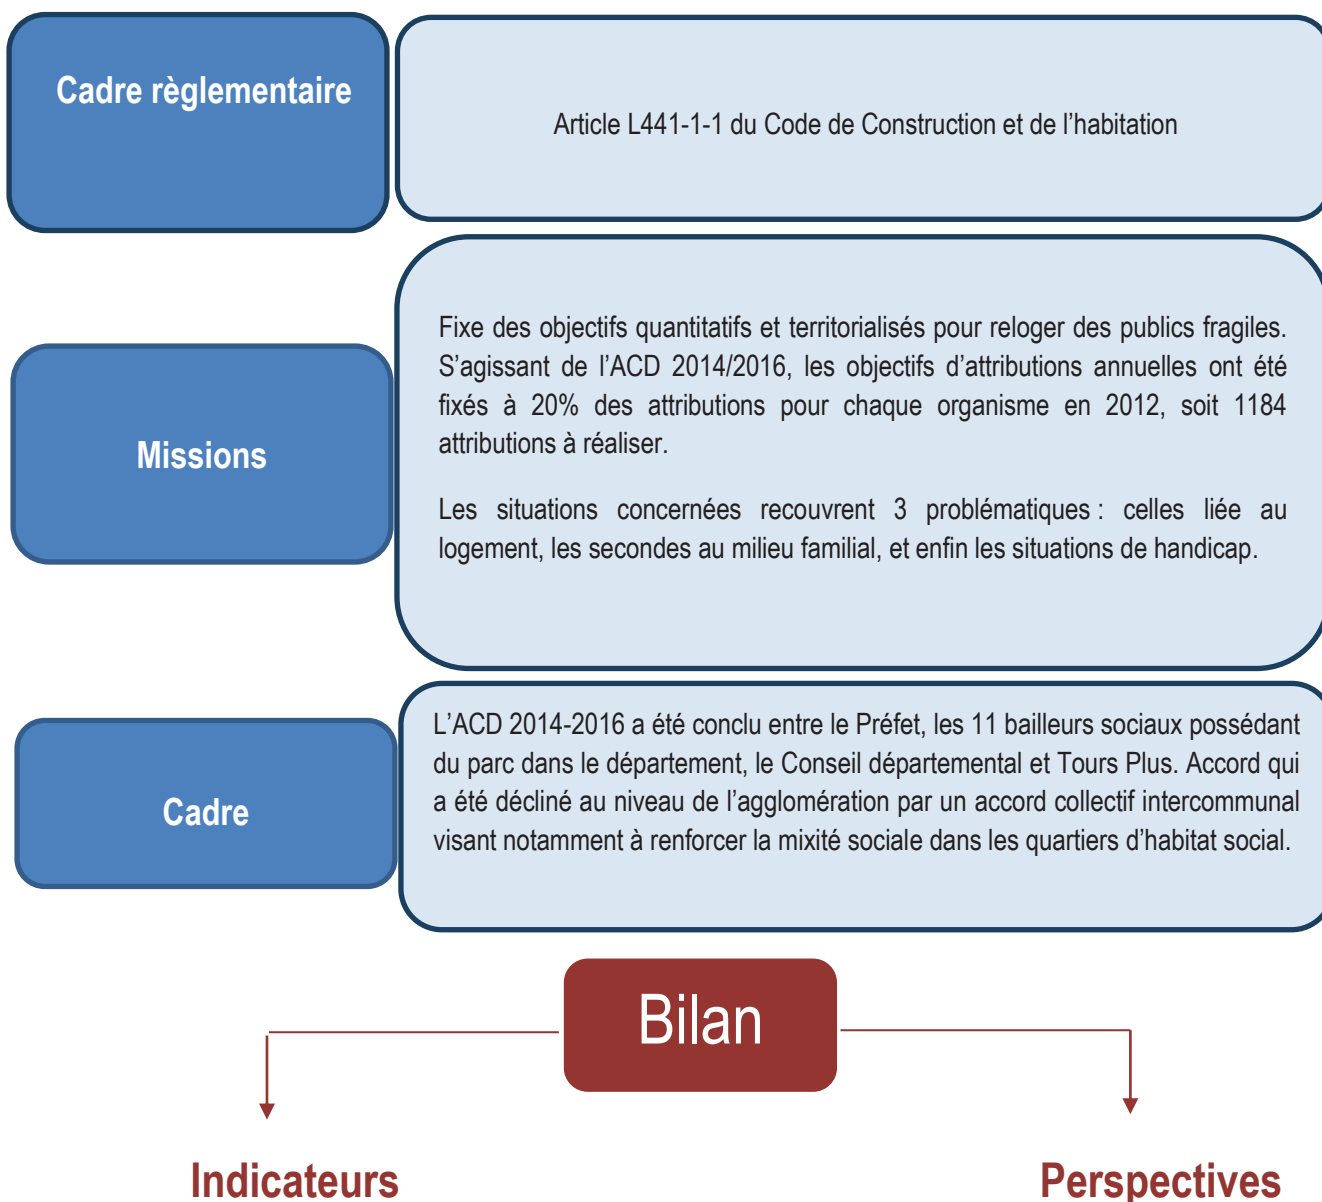 Cadre règlementaire
Article L441-1-1 du Code de Construction et de l’habitation
Missions
Fixe des objectifs quantitatifs et territorialisés pour reloger des publics fragiles.
S’agissant de l’ACD 2014/2016, les objectifs d’attributions annuelles ont été
fixés à 20% des attributions pour chaque organisme en 2012, soit 1184
attributions à réaliser.
Les situations concernées recouvrent 3 problématiques : celles liée au
logement, les secondes au milieu familial, et enfin les situations de handicap.
Cadre
L’ACD 2014-2016 a été conclu entre le Préfet, les 11 bailleurs sociaux possédant
du parc dans le département, le Conseil départemental et Tours Plus. Accord qui
a été décliné au niveau de l’agglomération par un accord collectif intercommunal
visant notamment à renforcer la mixité sociale dans les quartiers d’habitat social.
Bilan
Indicateurs
Perspectives